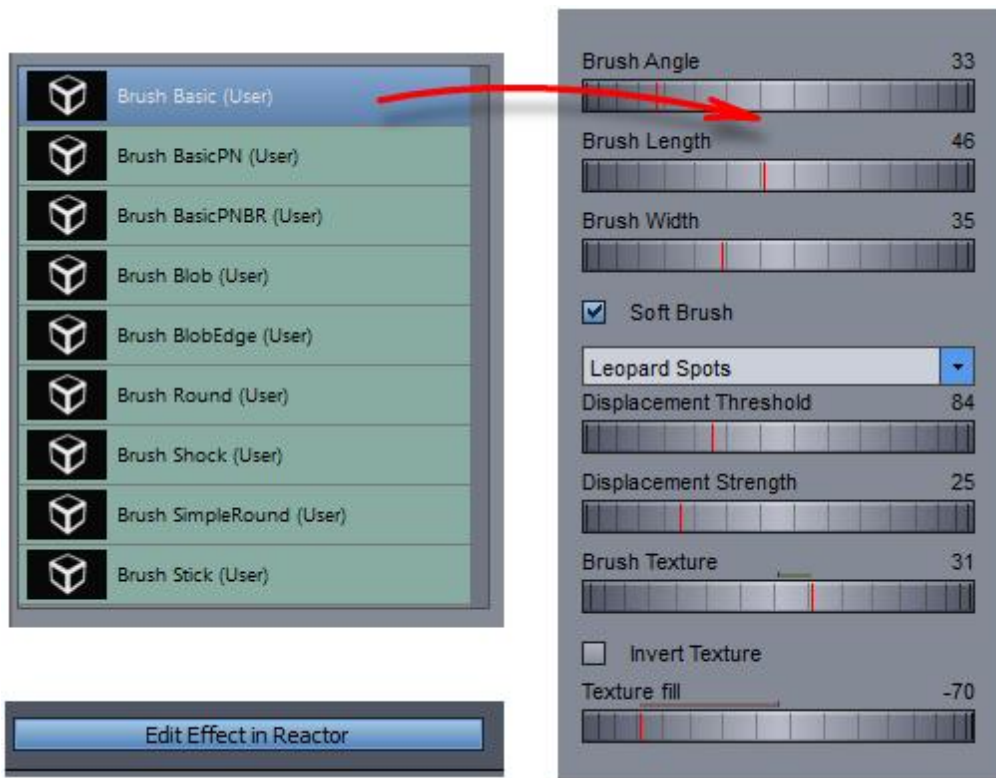 Brush Basic (User)
Brush BasicPN (User)
Brush BasicPNBR (User)
Brush Blob (User)
Brush BlobEdge (User)
Brush Round (User)
Brush Shock (User)
Brush SimpleRound (User)
Brush Stick (User)
Edit Effect in Reactor
Brush Angle 33
Brush Length 46
Brush Width 35
Soft Brush
Leopard Spots
Displacement Threshold 84
Displacement Strength 25
Brush Texture 31
Invert Texture
Texture fill -70